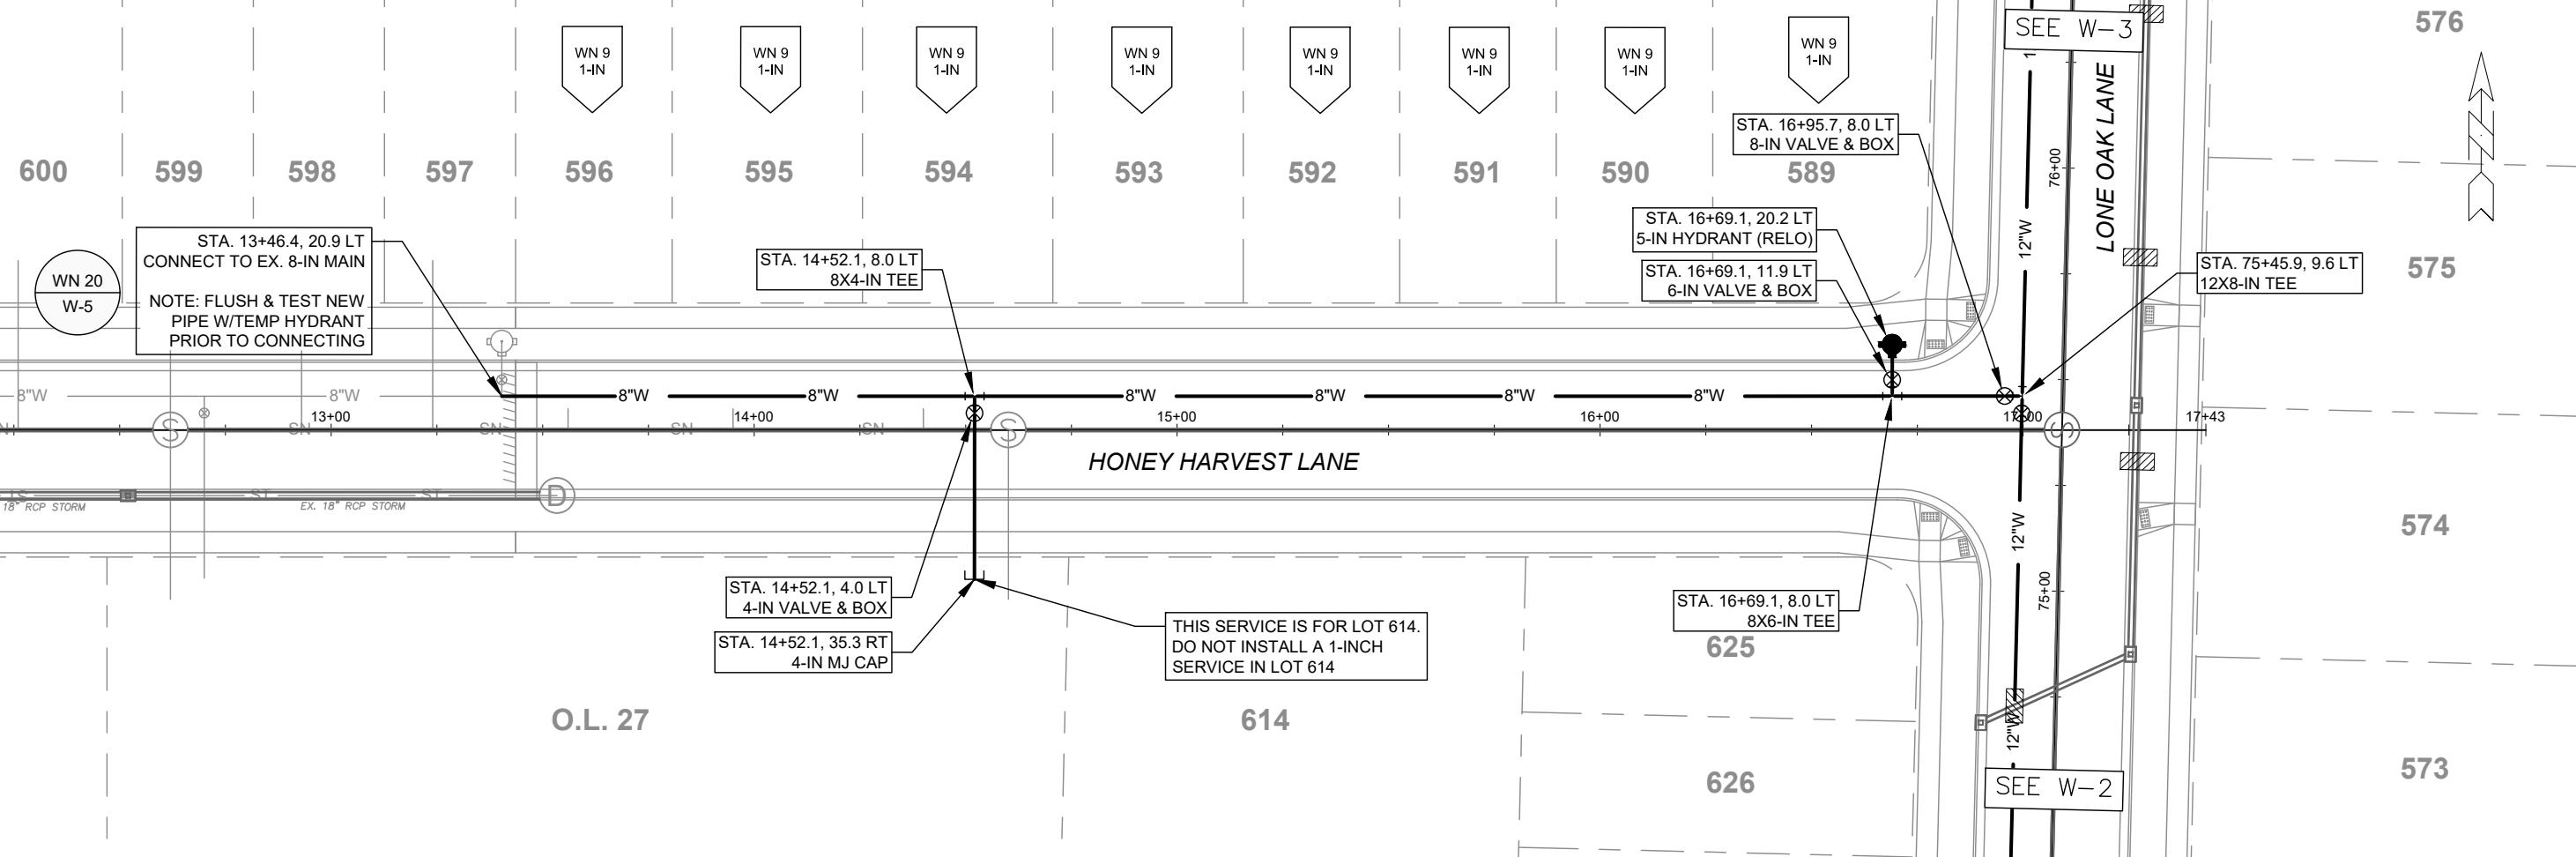 WN 9
1-IN
WN 9
1-IN
WN 9
1-IN
WN 9
1-IN
WN 9
1-IN
WN 9
1-IN
WN 9
1-IN
WN 9
1-IN
SEE W-3
576
600
599
598
597
596
595
594
593
592
591
590
589
STA. 16+95.7, 8.0 LT
8-IN VALVE & BOX
LONE OAK LANE
76+00
12"W
WN 20
W-5
STA. 13+46.4, 20.9 LT
CONNECT TO EX. 8-IN MAIN
NOTE: FLUSH & TEST NEW
PIPE W/TEMP HYDRANT
PRIOR TO CONNECTING
STA. 14+52.1, 8.0 LT
8X4-IN TEE
STA. 16+69.1, 20.2 LT
5-IN HYDRANT (RELO)
STA. 16+69.1, 11.9 LT
6-IN VALVE & BOX
STA. 75+45.9, 9.6 LT
12X8-IN TEE
575
8"W
8"W
8"W
8"W
8"W
8"W
8"W
8"W
13+00
14+00
15+00
16+00
17+00
17+43
SN
SN
SN
SN
S
S
S
HONEY HARVEST LANE
ST
ST
D
18" RCP STORM
EX. 18" RCP STORM
12"W
574
STA. 14+52.1, 4.0 LT
4-IN VALVE & BOX
STA. 14+52.1, 35.3 RT
4-IN MJ CAP
THIS SERVICE IS FOR LOT 614.
DO NOT INSTALL A 1-INCH
SERVICE IN LOT 614
STA. 16+69.1, 8.0 LT
8X6-IN TEE
75+00
625
O.L. 27
614
12"W
626
SEE W-2
573